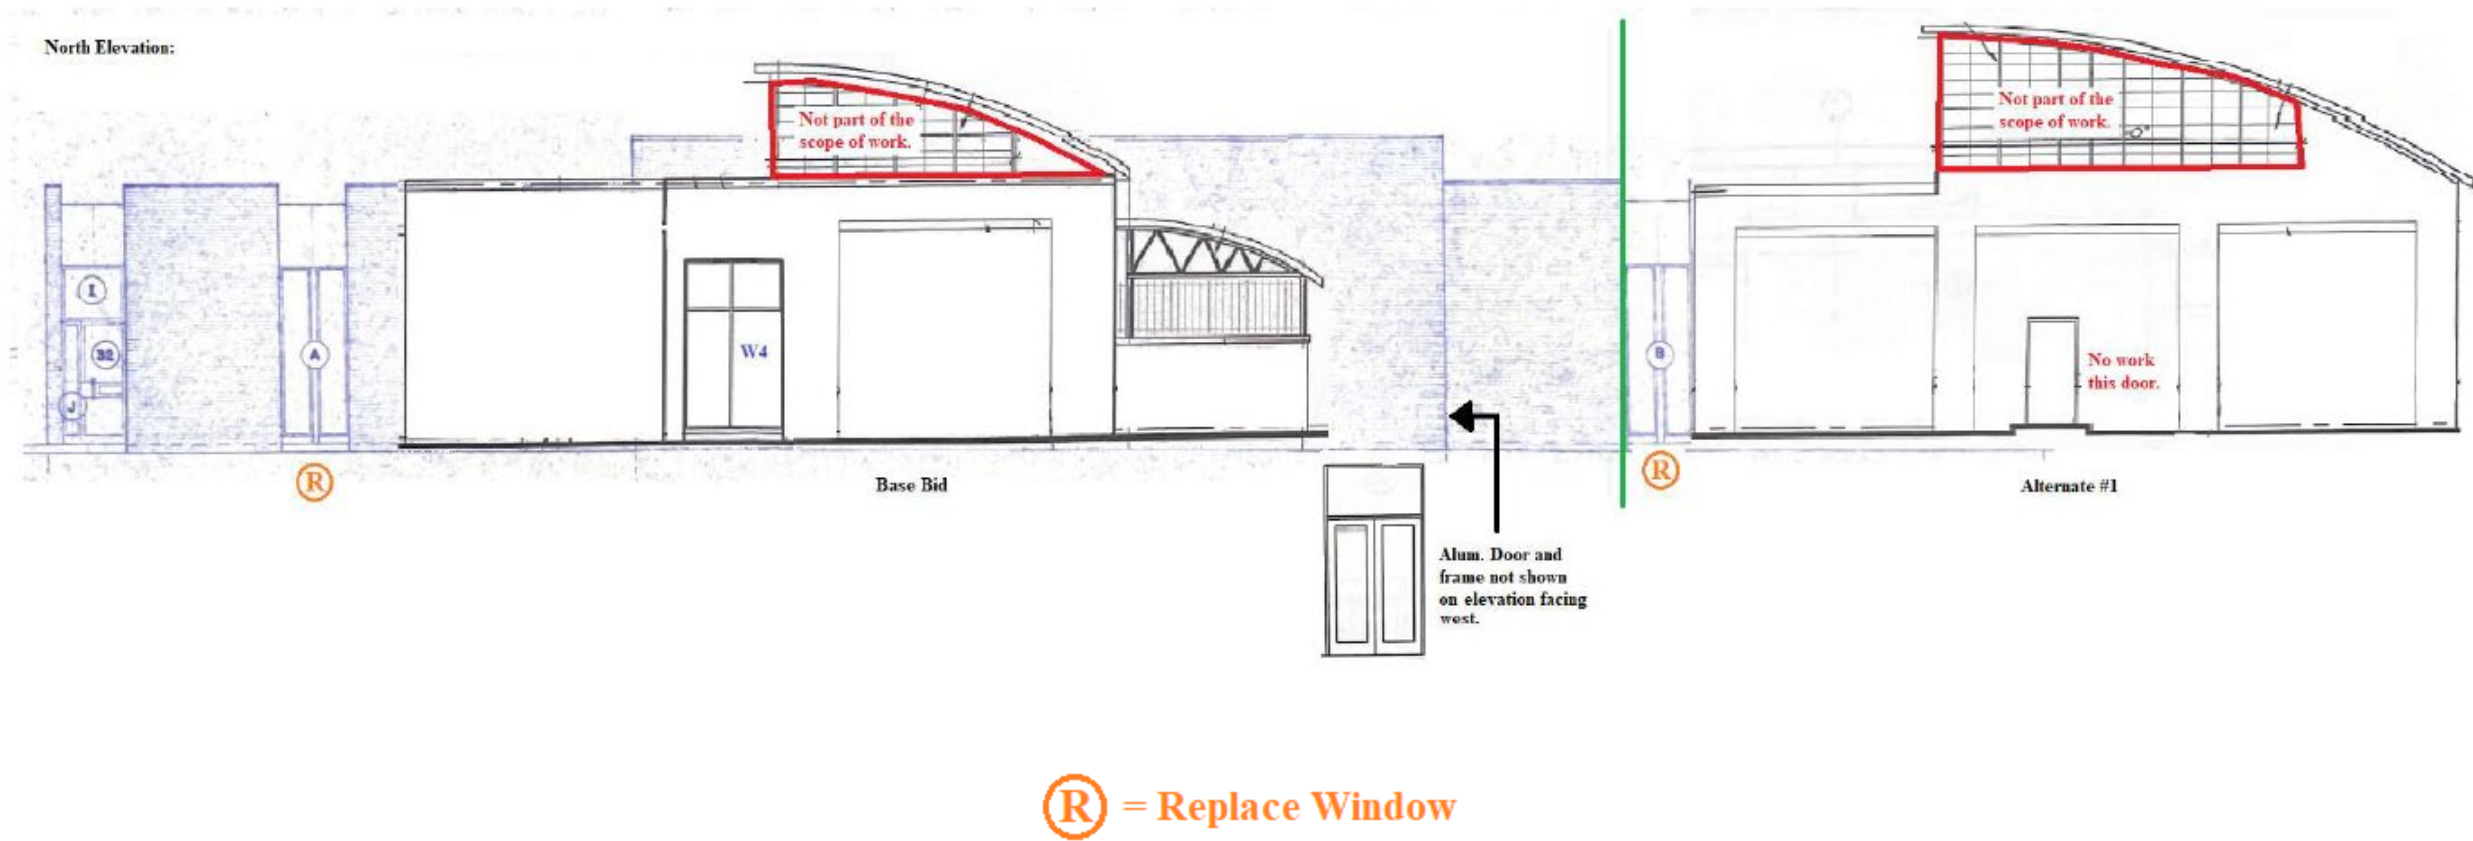 North Elevation:
Not part of the
scope of work.
I
32
A
J
W4
R
Base Bid
Alum. Door and
frame not shown
on elevation facing
west.
Not part of the
scope of work.
B
No work
this door.
R
Alternate #1
R = Replace Window